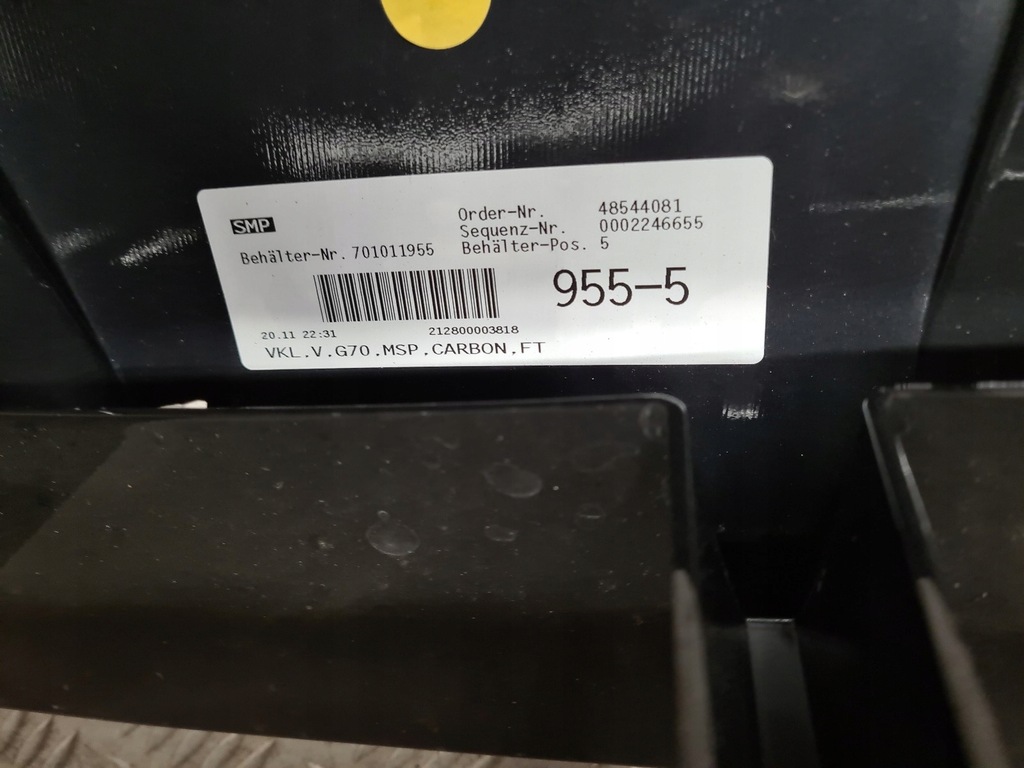 SMP
Order-Nr. 48544081
Sequenz-Nr. 0002246655
Behälter-Nr. 701011955 Behälter-Pos. 5
955-5
20.11 22:31 212800003818
VKL.V.G70.MSP.CARBON.FT